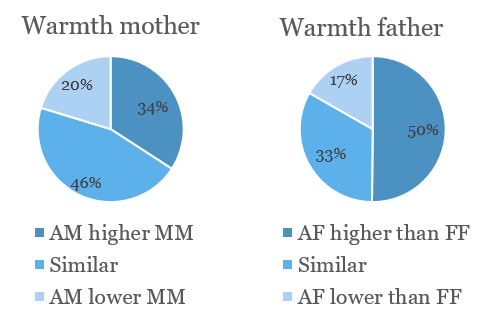 Warmth mother
20%
34%
46%
AM higher MM
Similar
AM lower MM
Warmth father
17%
50%
33%
AF higher than FF
Similar
AF lower than FF